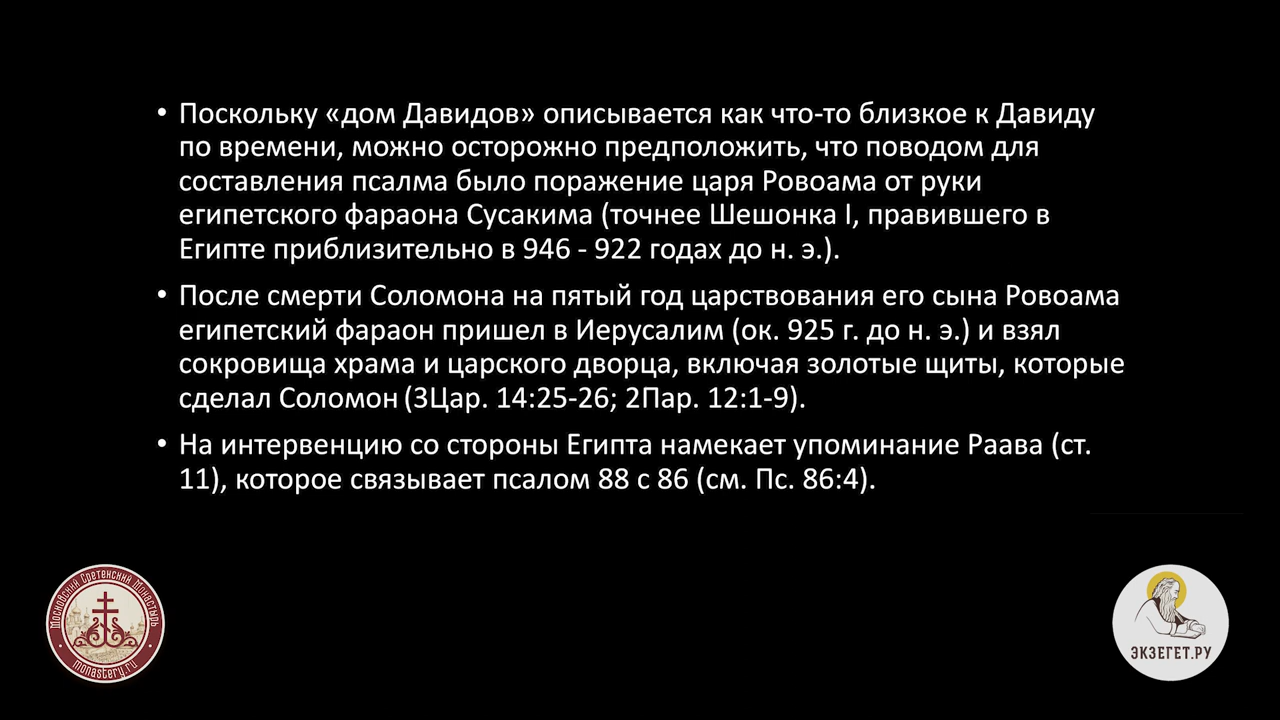 • Поскольку «дом Давидов» описывается как что-то близкое к Давиду
по времени, можно осторожно предположить, что поводом для
составления псалма было поражение царя Ровоама от руки
египетского фараона Сусакима (точнее Шешонка I, правившего в
Египте приблизительно в 946 - 922 годах до н. э.).
• После смерти Соломона на пятый год царствования его сына Ровоама
египетский фараон пришел в Иерусалим (ок. 925 г. до н. э.) и взял
сокровища храма и царского дворца, включая золотые щиты, которые
сделал Соломон (3Цар. 14:25-26; 2Пар. 12:1-9).
• На интервенцию со стороны Египта намекает упоминание Раава (ст.
11), которое связывает псалом 88 с 86 (см. Пс. 86:4).
Московский Сретенский Монастырь
monastery.ru
ЭКЗЕГЕТ.РУ